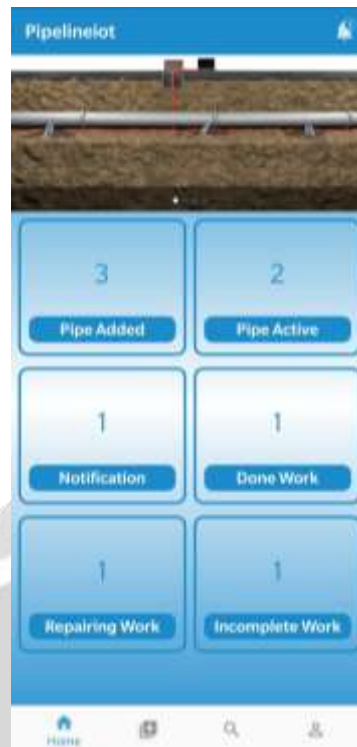 Pipelineiot
3 2
Pipe Added Pipe Active
1 1
Notification Done Work
1 1
Repairing Work Incomplete Work
Home